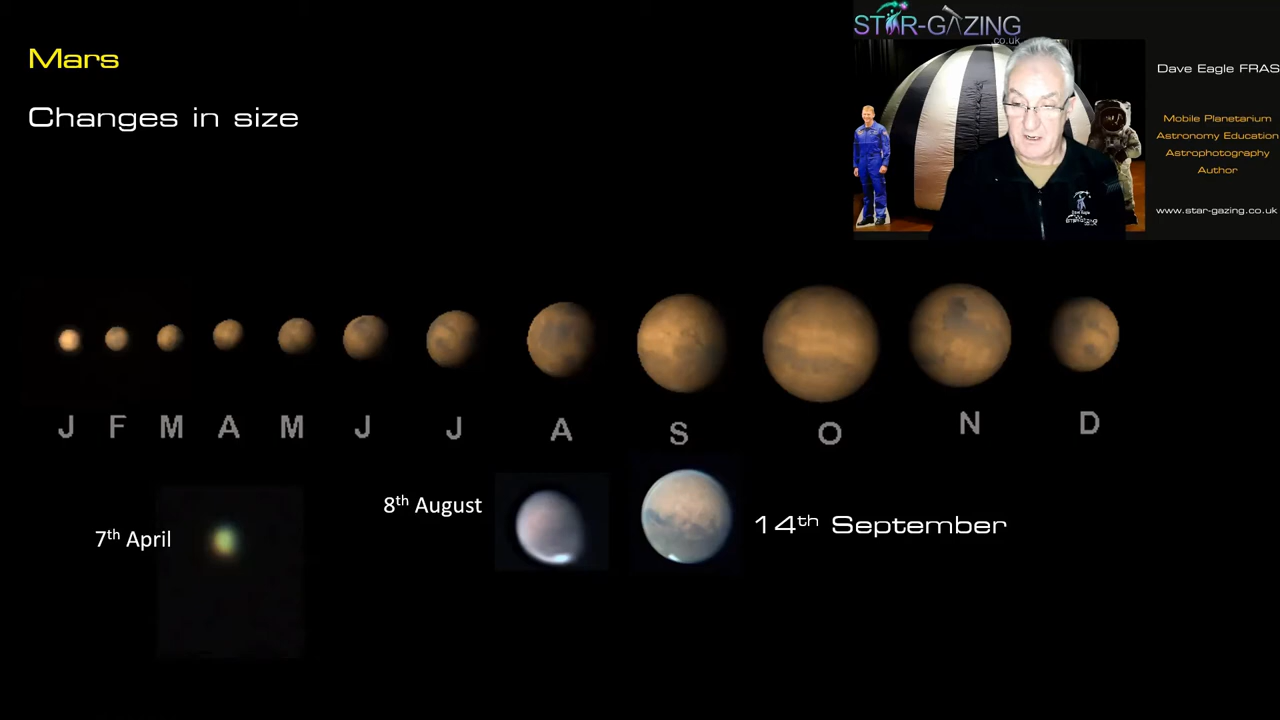 Mars
Changes in size
STAR-GAZING
co.uk
Dave Eagle FRAS
Mobile Planetarium
Astronomy Education
Astrophotography
Author
www.star-gazing.co.uk
J F M A M J J A S O N D
7th April
8th August
14th September